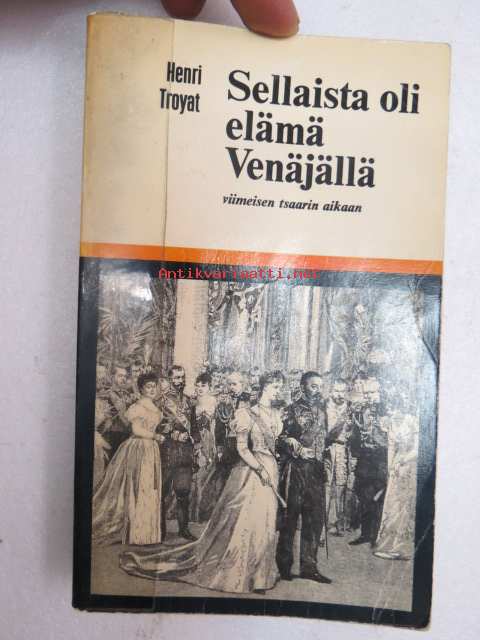 Henri
Troyat
Sellaista oli
elämä
Venäjällä
viimeisen tsaarin aikaan
Antikvariaatti.net